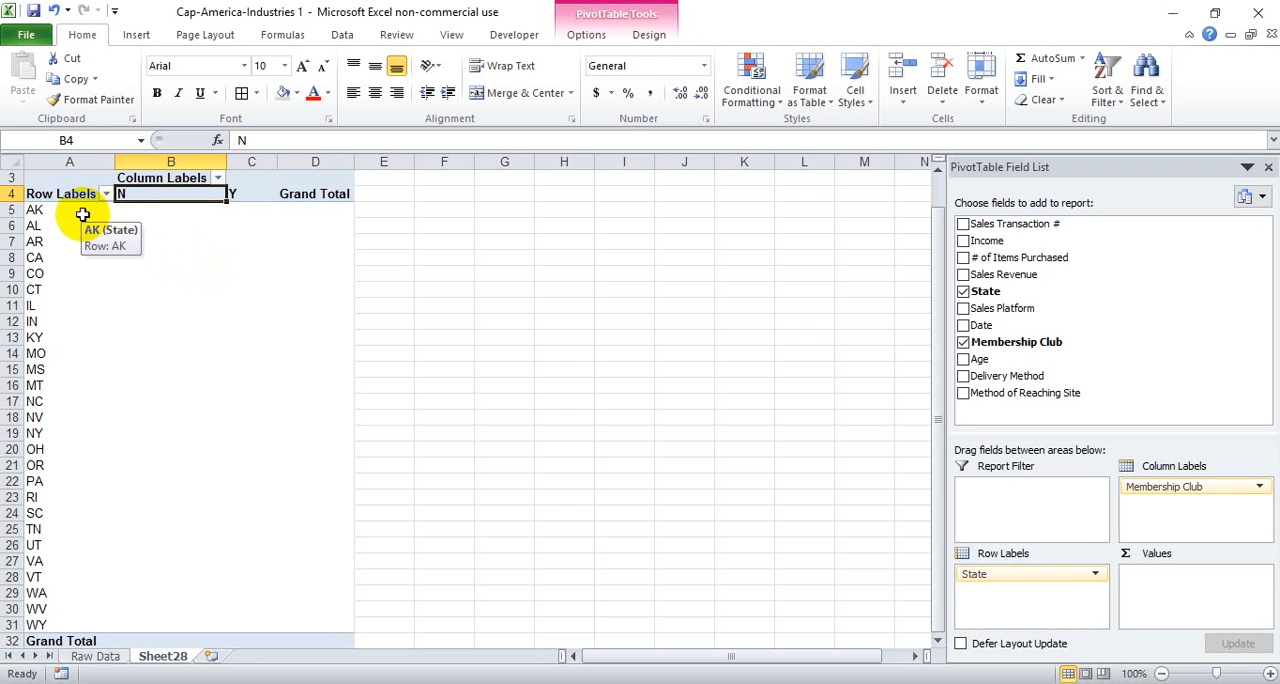 Cap-America-Industries 1 - Microsoft Excel non-commercial use
PivotTable Tools
File
Home
Insert
Page Layout
Formulas
Data
Review
View
Developer
Options
Design
Paste
Cut
Copy
Format Painter
Clipboard
Arial
10
B I U
Font
Wrap Text
Merge & Center
Alignment
General
$ % ,
Number
Conditional Formatting
Format as Table
Cell Styles
Styles
Insert
Delete
Format
Cells
AutoSum
Fill
Clear
Sort & Filter
Find & Select
Editing
B4
fx
N
A B C D E F G H I J K L M N
3 Column Labels
4 Row Labels N Y Grand Total
5 AK
6 AL
7 AR
8 CA
9 CO
10 CT
11 IL
12 IN
13 KY
14 MO
15 MS
16 MT
17 NC
18 NV
19 NY
20 OH
21 OR
22 PA
23 RI
24 SC
25 TN
26 UT
27 VA
28 VT
29 WA
30 WV
31 WY
32 Grand Total
AK (State)
Row: AK
PivotTable Field List
Choose fields to add to report:
Sales Transaction #
Income
# of Items Purchased
Sales Revenue
State
Sales Platform
Date
Membership Club
Age
Delivery Method
Method of Reaching Site
Drag fields between areas below:
Report Filter
Column Labels
Membership Club
Row Labels
Σ Values
State
Defer Layout Update
Update
Raw Data
Sheet28
Ready
100%